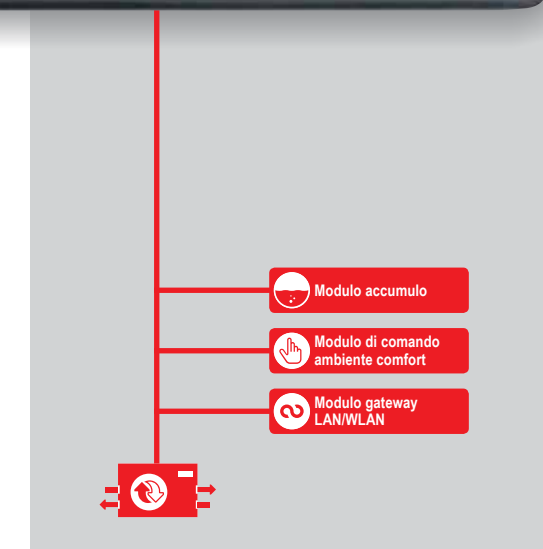 Modulo accumulo
Modulo di comando
ambiente comfort
Modulo gateway
LAN/WLAN